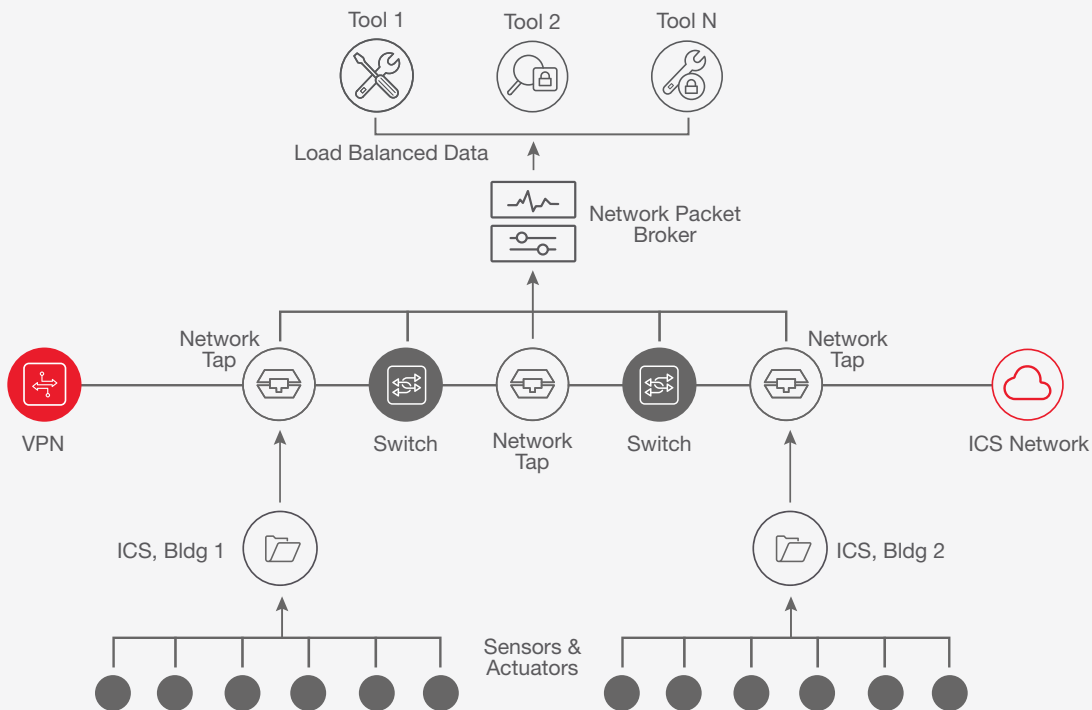 Tool 1
Tool 2
Tool N
Load Balanced Data
Network Packet
Broker
Network
Tap
Network
Tap
VPN
Switch
Network
Tap
Switch
ICS Network
ICS, Bldg 1
ICS, Bldg 2
Sensors &
Actuators